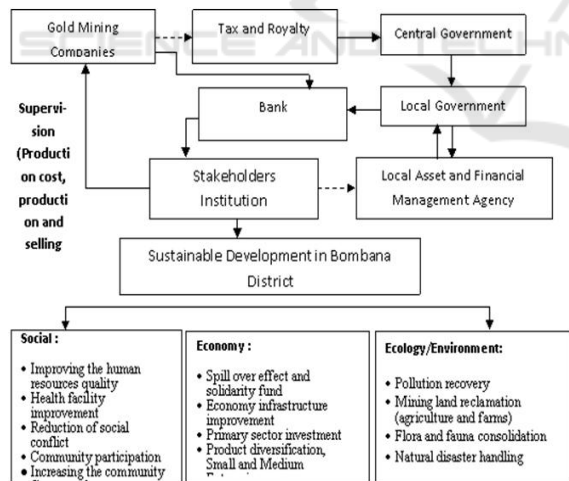 SCIENCE AND TECHN
Gold Mining
Companies
Tax and Royalty
Central Government
Bank
Local Government
Supervi-
sion
(Producti
on cost,
producti
on and
selling
Stakeholders
Institution
Local Asset and Financial
Management Agency
Sustainable Development in Bombana
District
Social :
• Improving the human
resources quality
• Health facility
improvement
• Reduction of social
conflict
• Community participation
• Increasing the community
Economy :
• Spill over effect and
solidarity fund
• Economy infrastructure
improvement
• Primary sector investment
• Product diversification,
Small and Medium
Ecology/Environment:
• Pollution recovery
• Mining land reclamation
(agriculture and farms)
• Flora and fauna consolidation
• Natural disaster handling